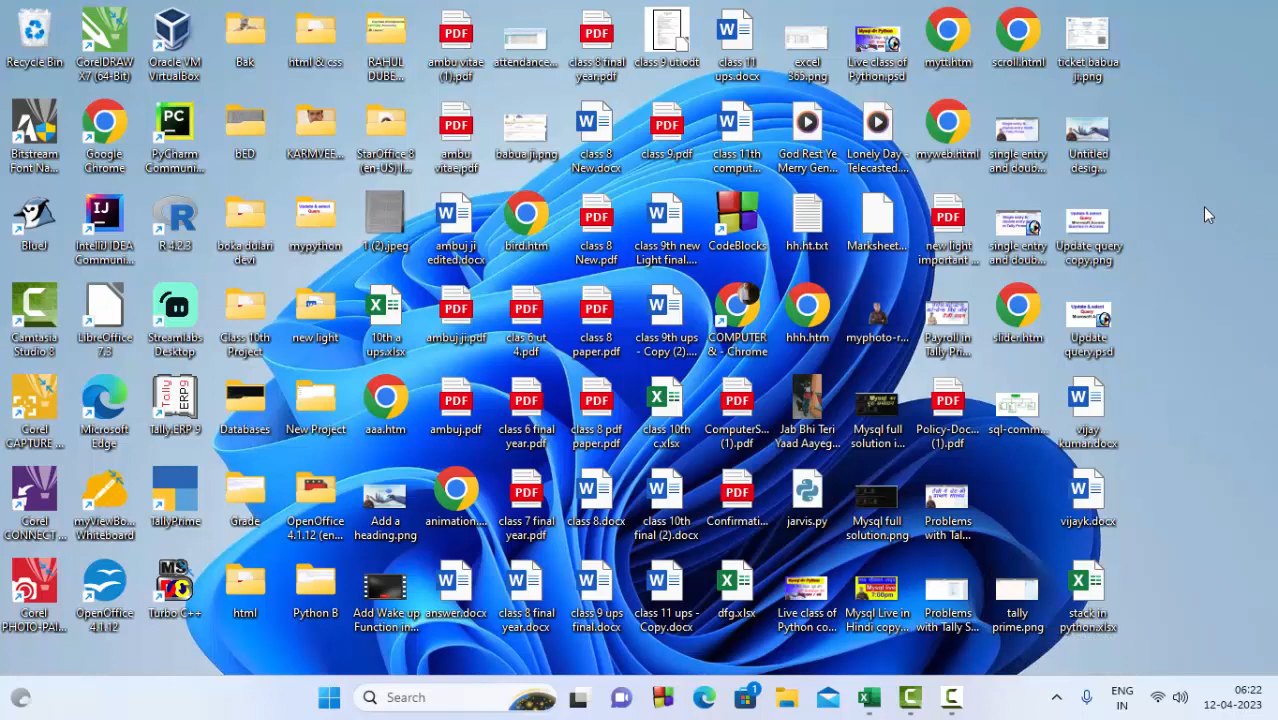 Recycle Bin
CorelDRAW
X7 (64-Bit)
Oracle VM
VirtualBox
Bak
html & css
RAHUL
DUBE...
ambu vitae
(1).pdf
attendance...
class 8 final
year.pdf
class 9 ut.odt
class 11
ups.docx
excel
365.png
Live class of
Python.psd
mytt.htm
scroll.html
ticket babua
ji.png
Bitstream
Font Na...
Google
Chrome
PyCharm
Communi...
bED
KARMVEE...
StarOffice 8
(en-US)...
ambu
vitae.pdf
babua ji.png
class 8
New.docx
class 9.pdf
class 11th
comput...
God Rest Ye
Merry Gen...
Lonely Day -
Telecasted....
myweb.html
single entry
and doub...
Untitled
desig...
BlueJ
IntelliJ IDEA
Communi...
R 4.2.3
boka dulari
devi
mypython
1 (2).jpeg
ambuj ji
edited.docx
bird.htm
class 8
New.pdf
class 9th new
Light final....
CodeBlocks
hh.ht.txt
Marksheet...
new light
important ...
single entry
and doub...
Update query
copy.png
Camtasia
Studio 8
LibreOffice
7.3
Streamlabs
Desktop
Class 10th
Project
new light
10th a
ups.xlsx
ambuj ji.pdf
clas 6 ut
4.pdf
class 8
paper.pdf
class 9th ups
- Copy (2)....
COMPUTER
& - Chrome
hhh.htm
myphoto-r...
Payroll in
Tally Pri...
slider.htm
Update
query.psd
Corel
CAPTURE ...
Microsoft
Edge
Tally.ERP 9
Databases
New Project
aaa.htm
ambuj.pdf
class 6 final
year.pdf
class 8 pdf
paper.pdf
class 10th
c.xlsx
ComputerS...
(1).pdf
Jab Bhi Teri
Yaad Aayeg...
Mysql full
solution i...
Policy-Doc...
(1).pdf
sql-comm...
vijay
kumar.docx
Corel
CONNECT ...
myViewBo...
Whiteboard
TallyPrime
Grade
OpenOffice
4.1.12 (en...
Add a
heading.png
animation....
class 7 final
year.pdf
class 8.docx
class 10th
final (2).docx
Confirmati...
jarvis.py
Mysql full
solution.png
Problems
with Tal...
vijayk.docx
Corel
PHOTO-PAI...
OpenOffice
4.1.12
Turbo C++
html
Python B
Add Wake up
Function in...
answer.docx
class 8 final
year.docx
class 9 ups
final.docx
class 11 ups -
Copy.docx
dfg.xlsx
Live class of
Python co...
Mysql Live in
Hindi copy...
Problems
with Tally S...
tally
prime.png
stack in
python.xlsx
Search
ENG
IN
06:22
12-04-2023